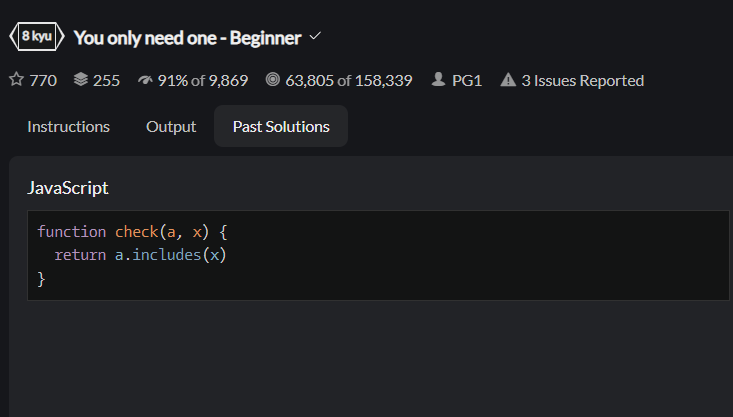 8 kyu You only need one - Beginner
770 255 91% of 9,869 63,805 of 158,339 PG1 3 Issues Reported
Instructions Output Past Solutions
JavaScript
function check(a, x) {
  return a.includes(x)
}